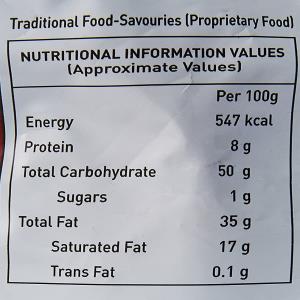 Traditional Food-Savouries (Proprietary Food)
NUTRITIONAL INFORMATION VALUES
(Approximate Values)
Per 100g
Energy 547 kcal
Protein 8 g
Total Carbohydrate 50 g
Sugars 1 g
Total Fat 35 g
Saturated Fat 17 g
Trans Fat 0.1 g